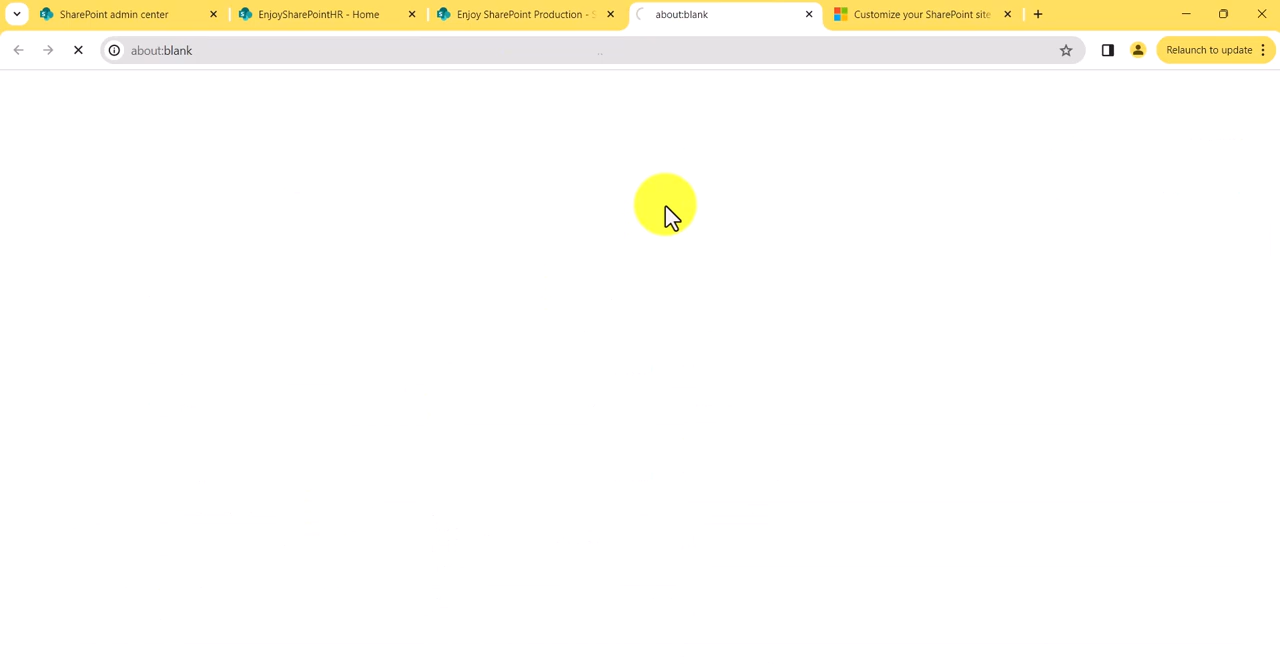 SharePoint admin center
EnjoySharePointHR - Home
Enjoy SharePoint Production - S
about:blank
Customize your SharePoint site
about:blank
Relaunch to update